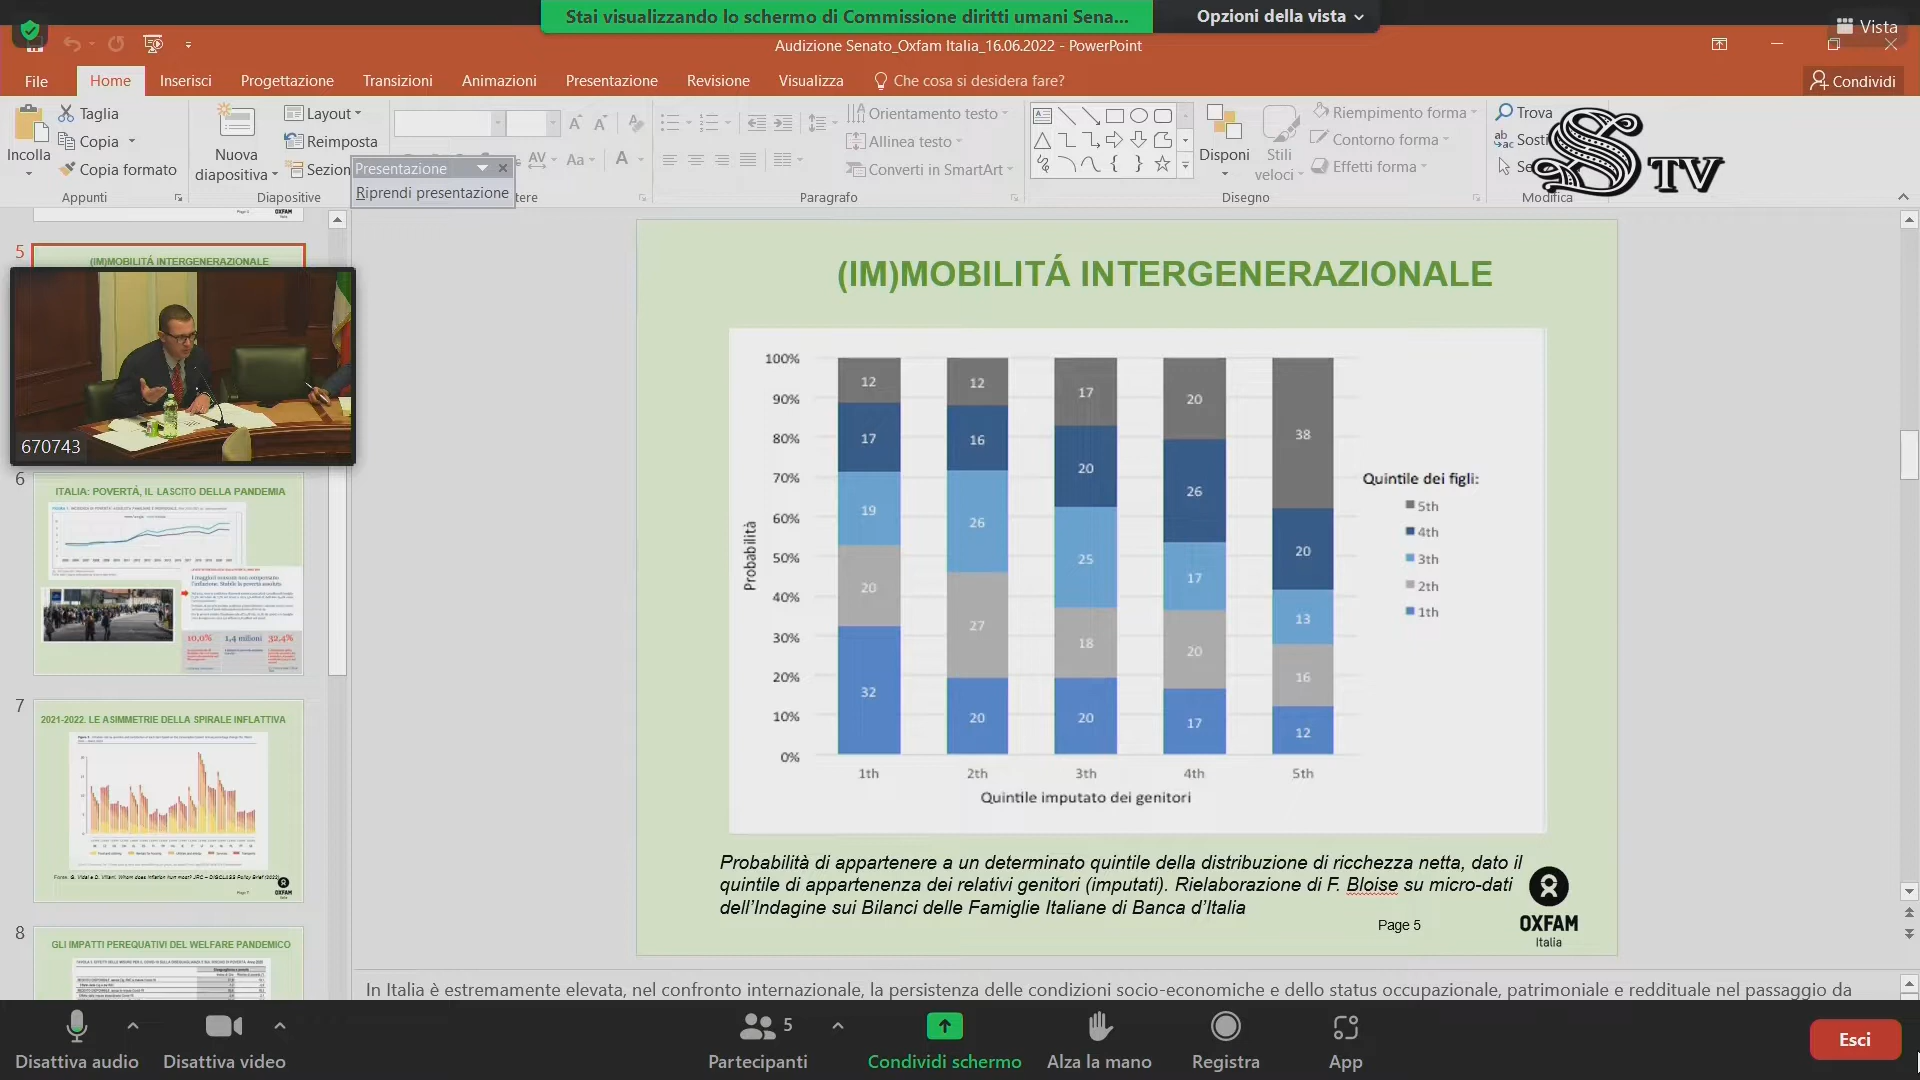 Stai visualizzando lo schermo di Commissione diritti umani Sena...
Opzioni della vista
Vista
Audizione Senato_Oxfam Italia_16.06.2022 - PowerPoint
File
Home
Inserisci
Progettazione
Transizioni
Animazioni
Presentazione
Revisione
Visualizza
Che cosa si desidera fare?
Condividi
Incolla
Taglia
Copia
Copia formato
Appunti
Nuova
diapositiva
Layout
Reimposta
Sezion
Diapositive
Presentazione
Riprendi presentazione
tere
AV
Aa
A
Orientamento testo
Allinea testo
Converti in SmartArt
Paragrafo
Disponi
Stili
veloci
Riempimento forma
Contorno forma
Effetti forma
Disegno
Trova
Sosti
Se
Modifica
S TV
5
(IM)MOBILITÁ INTERGENERAZIONALE
670743
6
ITALIA: POVERTÁ, IL LASCITO DELLA PANDEMIA
10,0%
1,4 milioni
32,4%
7
2021-2022. LE ASIMMETRIE DELLA SPIRALE INFLATTIVA
8
GLI IMPATTI PEREQUATIVI DEL WELFARE PANDEMICO
(IM)MOBILITÁ INTERGENERAZIONALE
100%
90%
80%
70%
60%
50%
40%
30%
20%
10%
0%
Probabilità
12
17
19
20
32
12
16
26
27
20
17
20
25
18
20
20
26
17
20
17
38
20
13
16
12
1th
2th
3th
4th
5th
Quintile imputato dei genitori
Quintile dei figli:
5th
4th
3th
2th
1th
Probabilità di appartenere a un determinato quintile della distribuzione di ricchezza netta, dato il
quintile di appartenenza dei relativi genitori (imputati). Rielaborazione di F. Bloise su micro-dati
dell'Indagine sui Bilanci delle Famiglie Italiane di Banca d'Italia
Page 5
OXFAM
Italia
In Italia è estremamente elevata, nel confronto internazionale, la persistenza delle condizioni socio-economiche e dello status occupazionale, patrimoniale e reddituale nel passaggio da
Disattiva audio
Disattiva video
5
Partecipanti
Condividi schermo
Alza la mano
Registra
App
Esci